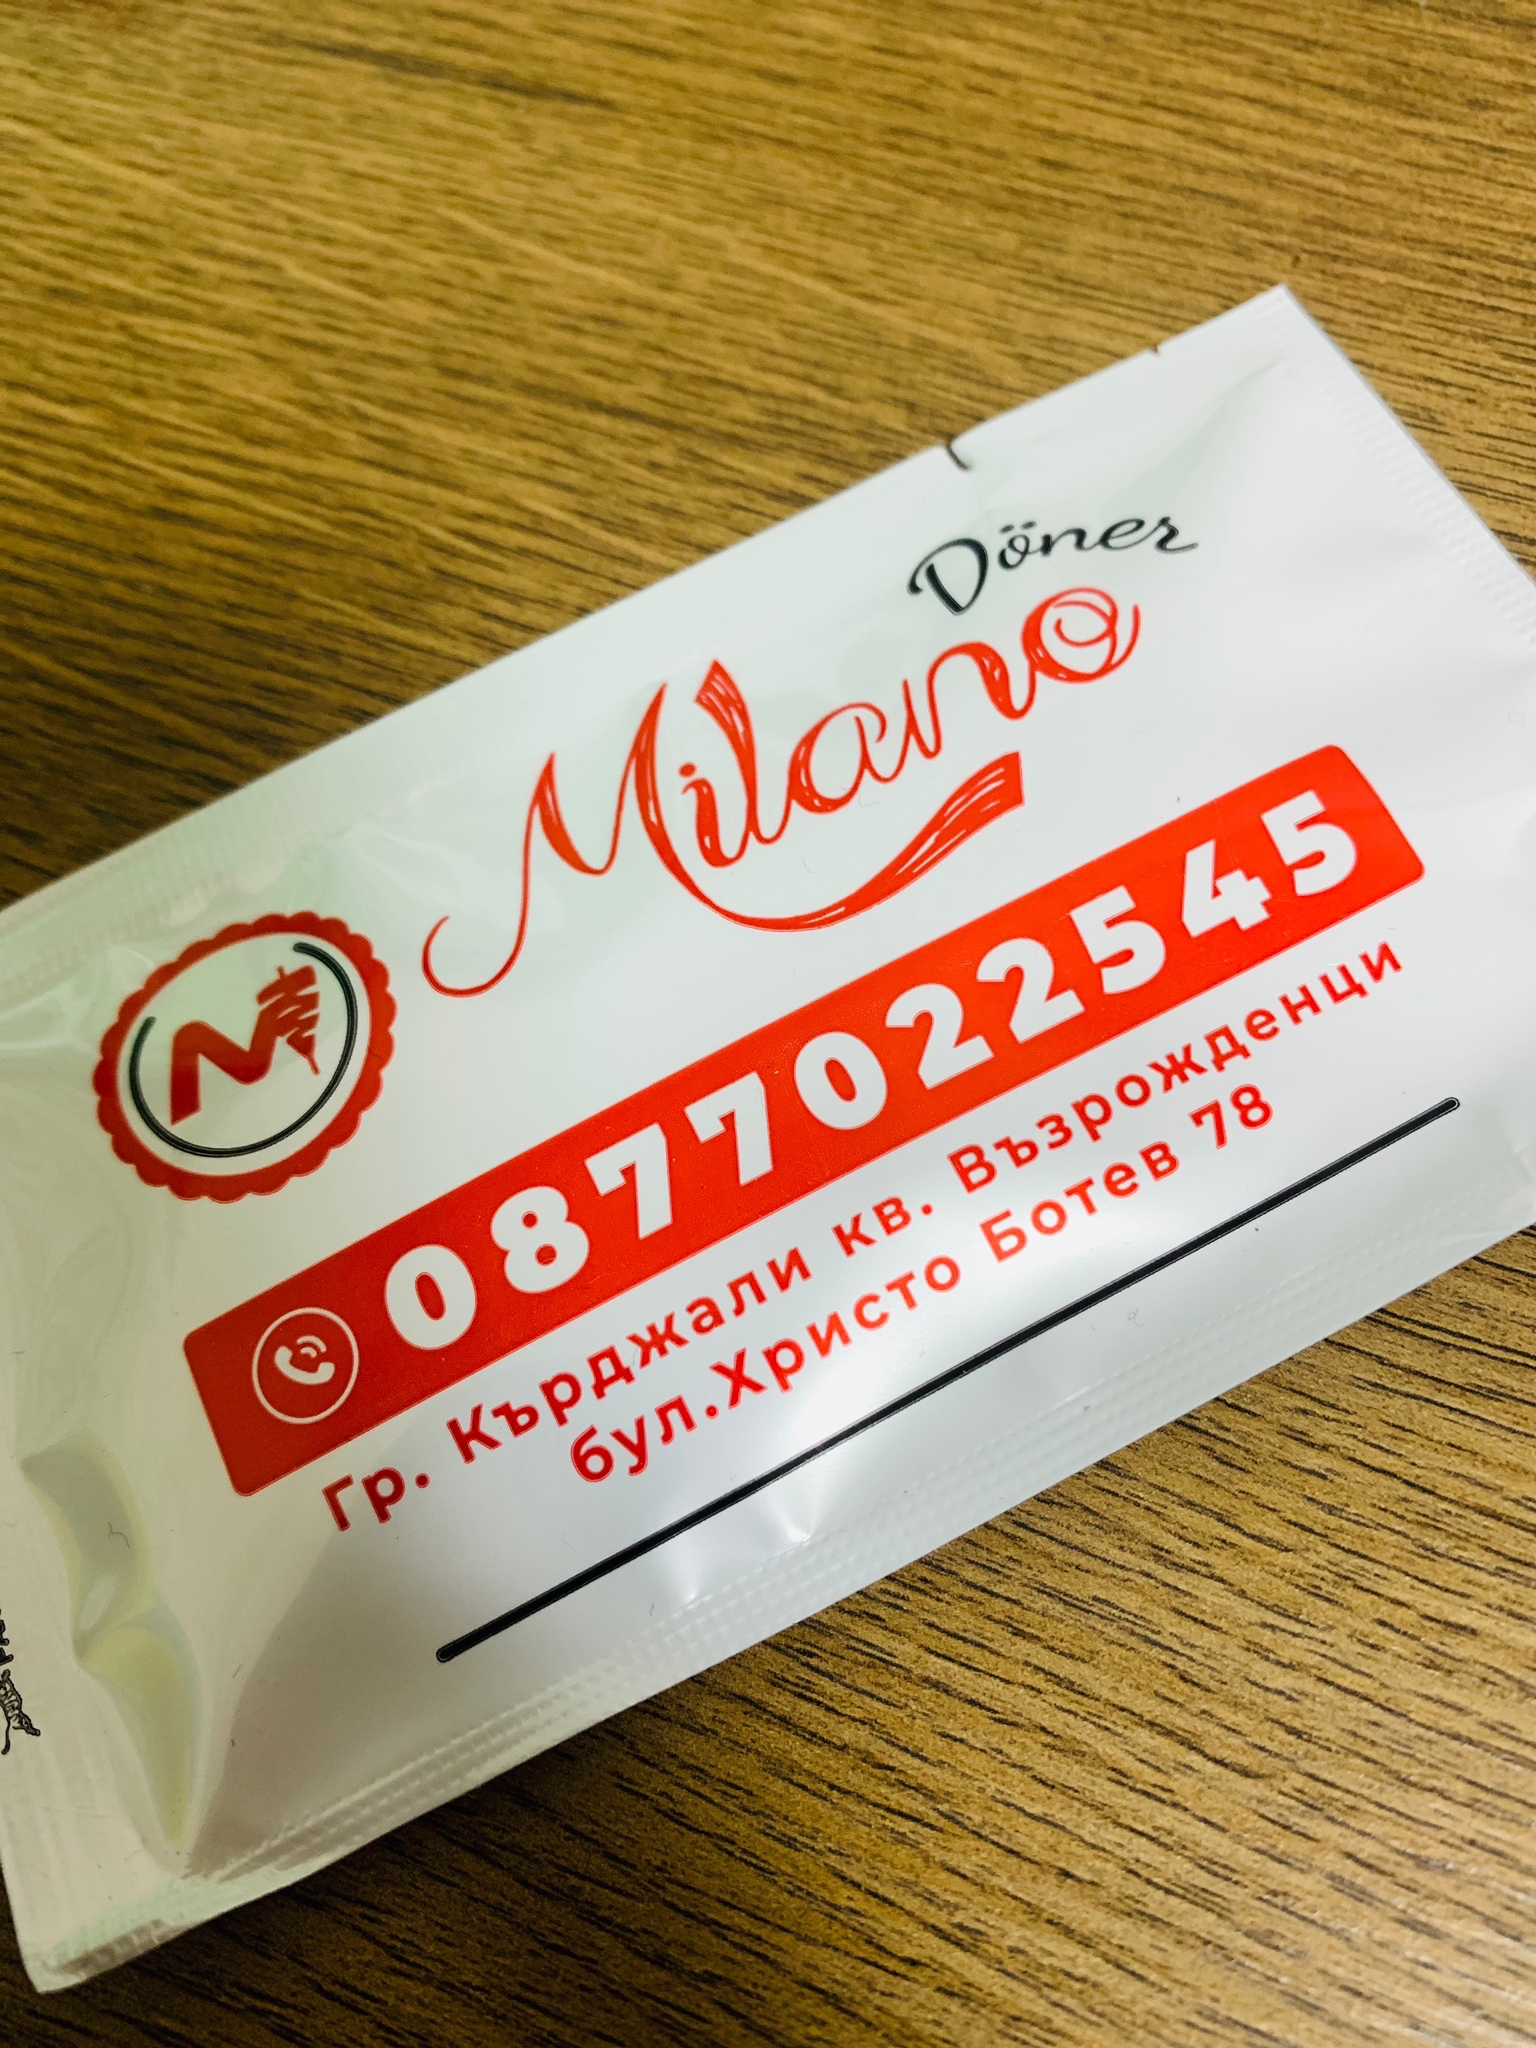 Döner
Milano
0877022545
Гр. Кърджали кв. Възрожденци
бул.Христо Ботев 78